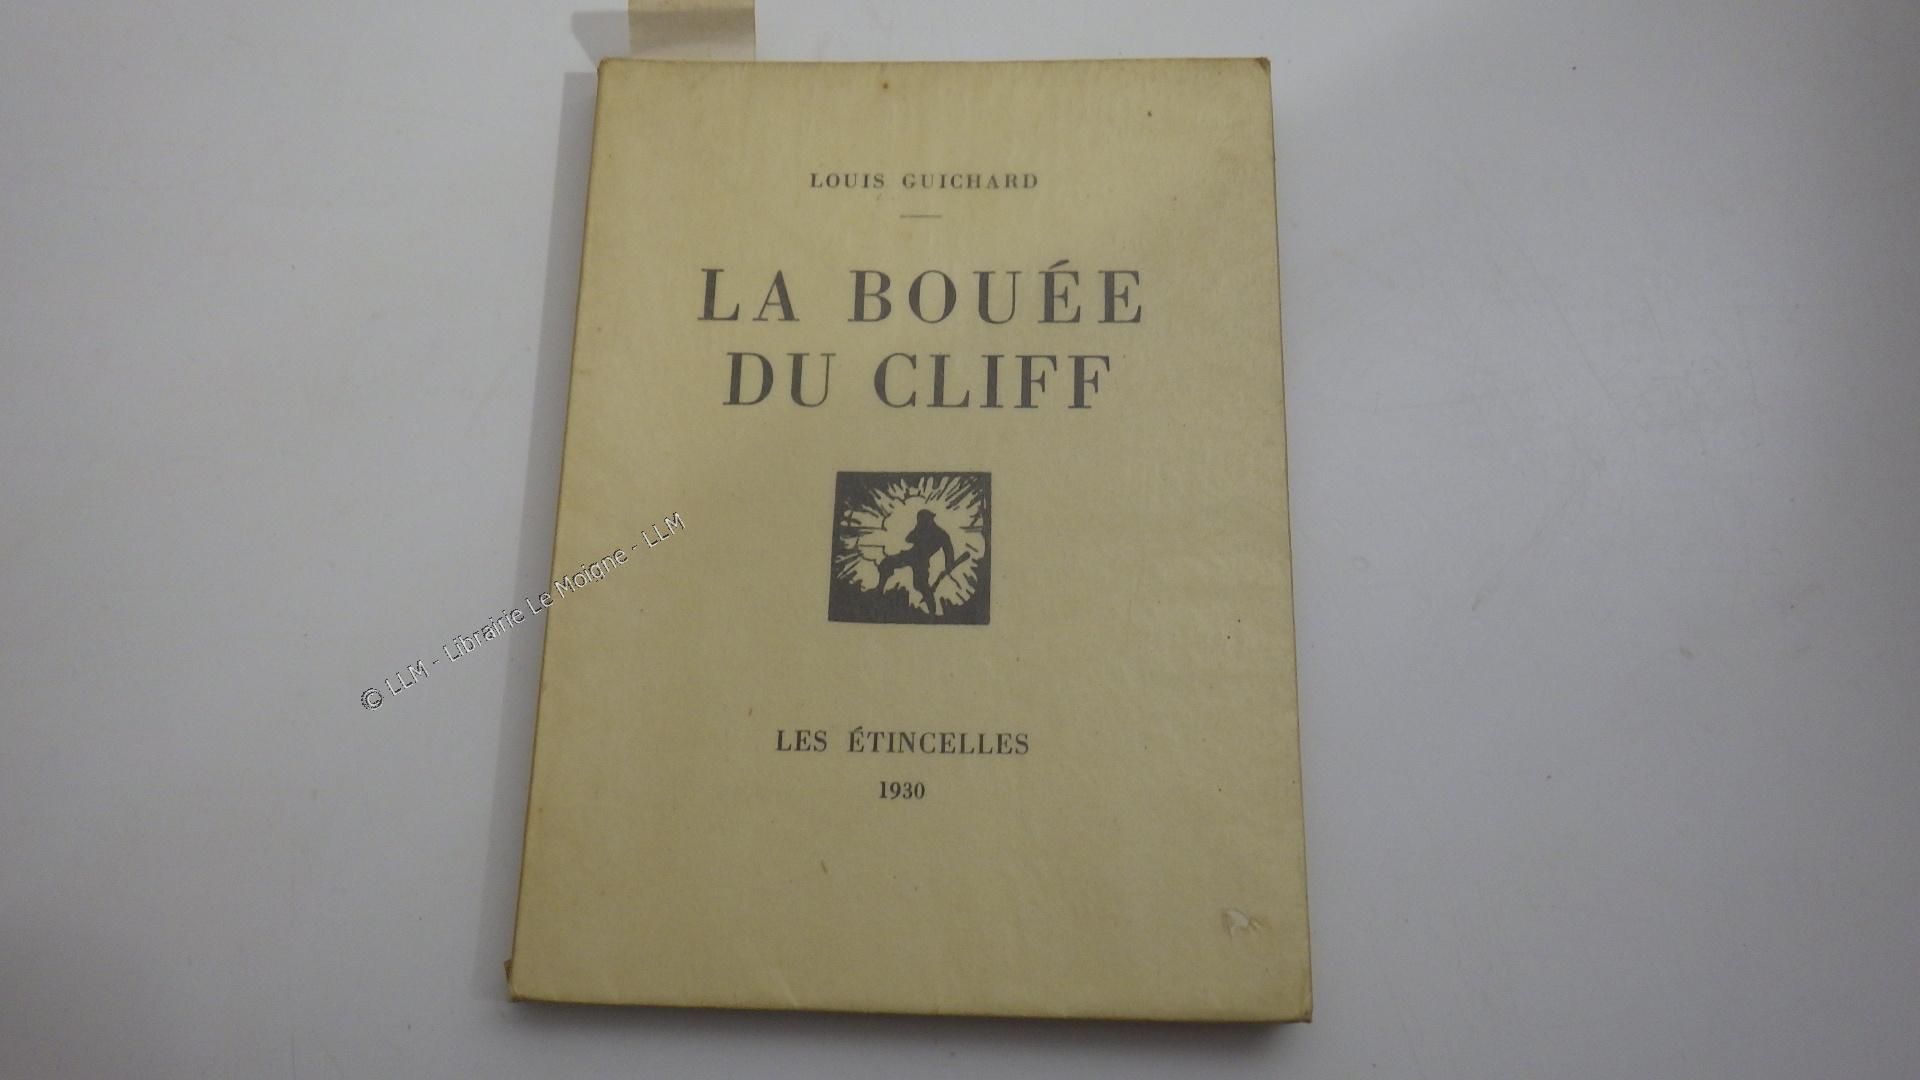 LOUIS GUICHARD
LA BOUÉE
DU CLIFF
© LLM - Librairie Le Moigne - LLM
LES ÉTINCELLES
1930